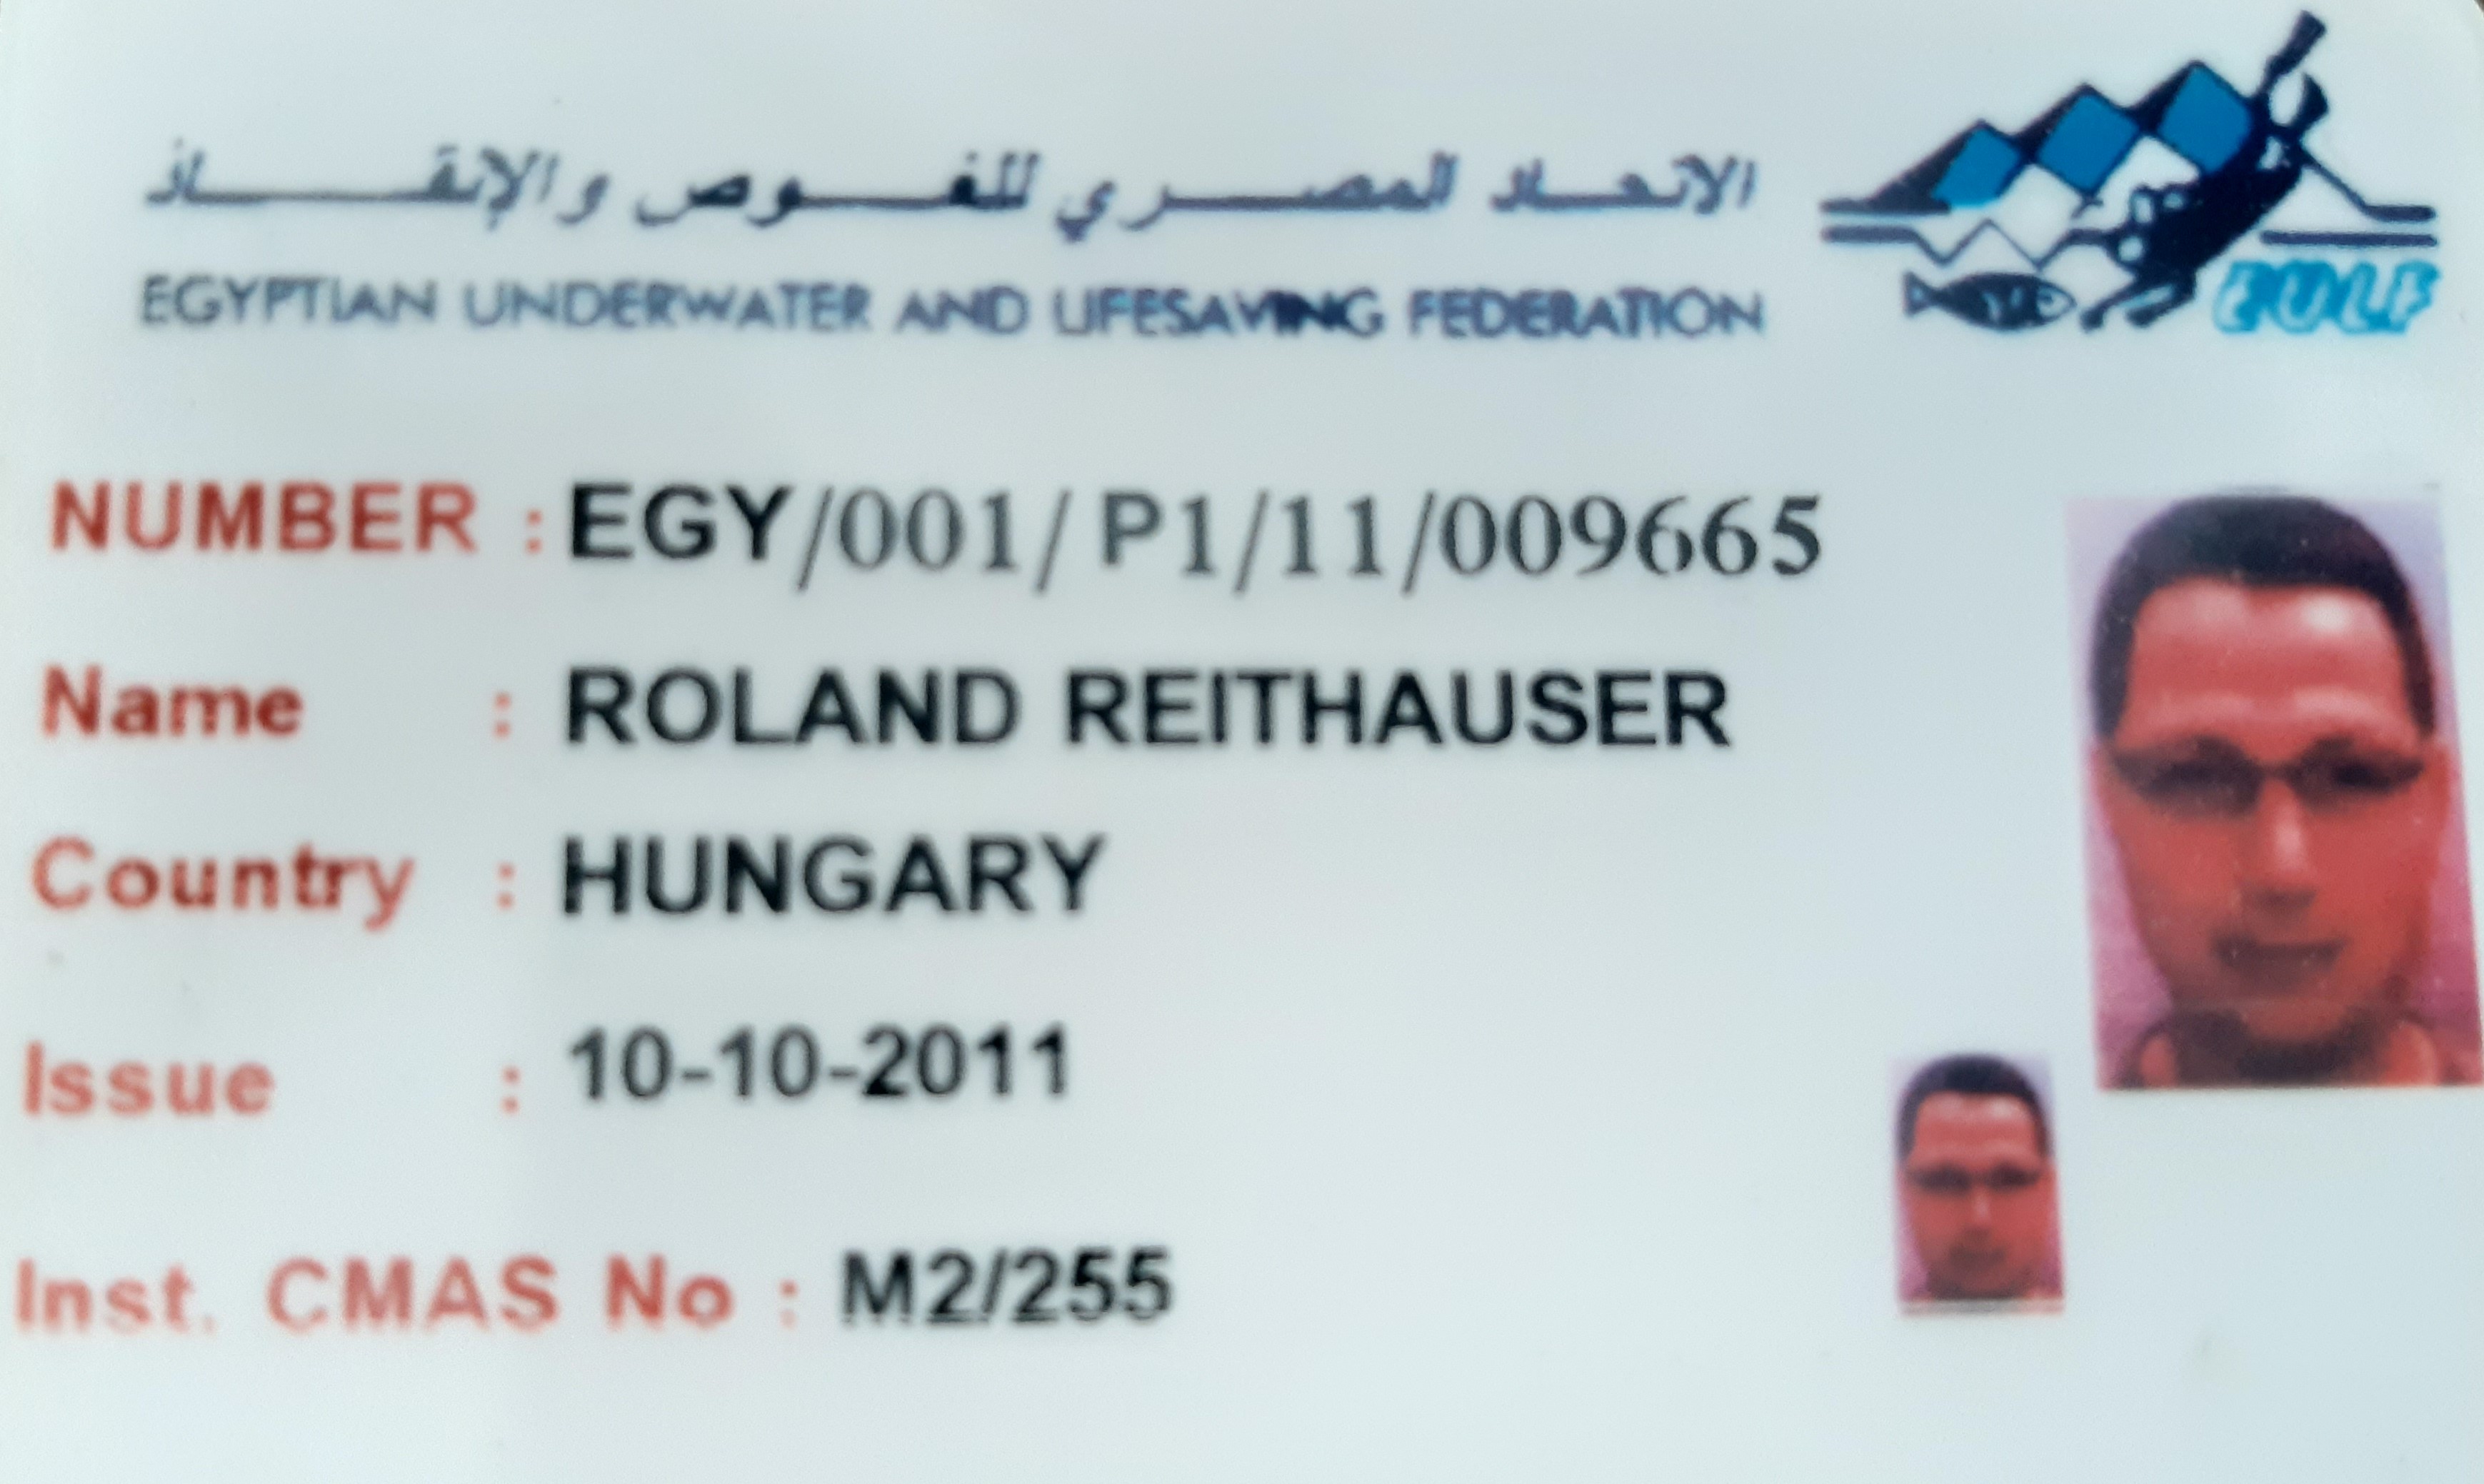 الاتحاد المصري للغوص والإنقاذ
EGYPTIAN UNDERWATER AND LIFESAVING FEDERATION
EULF
NUMBER : EGY/001/ P1/11/009665
Name : ROLAND REITHAUSER
Country : HUNGARY
Issue : 10-10-2011
Inst. CMAS No : M2/255